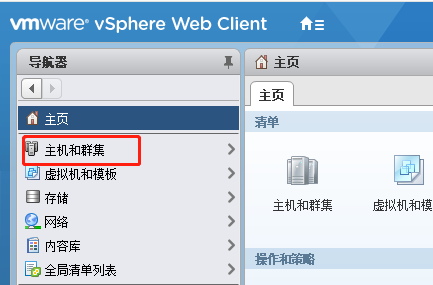 vmware® vSphere Web Client
导航器
主页
主机和群集
虚拟机和模板
存储
网络
内容库
全局清单列表
主页
主页
清单
主机和群集
虚拟机和模
操作和策略